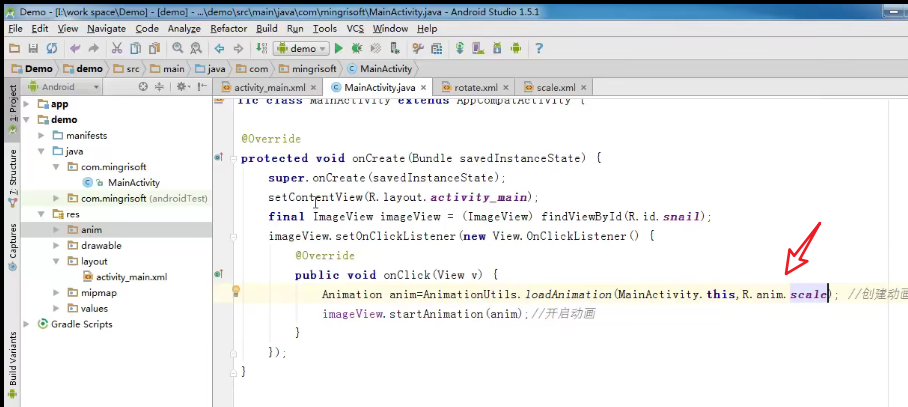 Demo - [I:\work space\Demo] - [demo] - ...\demo\src\main\java\com\mingrisoft\MainActivity.java - Android Studio 1.5.1
File Edit View Navigate Code Analyze Refactor Build Run Tools VCS Window Help
demo
Demo demo src main java com mingrisoft MainActivity
Android
activity_main.xml MainActivity.java rotate.xml scale.xml
1: Project
7: Structure
Captures
Build Variants
app
demo
manifests
java
com.mingrisoft
MainActivity
com.mingrisoft (androidTest)
res
anim
drawable
layout
activity_main.xml
mipmap
values
lic class MainActivity extends AppCompatActivity {
@Override
protected void onCreate(Bundle savedInstanceState) {
super.onCreate(savedInstanceState);
setContentView(R.layout.activity_main);
final ImageView imageView = (ImageView) findViewById(R.id.snail);
imageView.setOnClickListener(new View.OnClickListener() {
@Override
public void onClick(View v) {
Animation anim=AnimationUtils.loadAnimation(MainActivity.this,R.anim.scale); //创建动画
imageView.startAnimation(anim);//开启动画
}
});
}